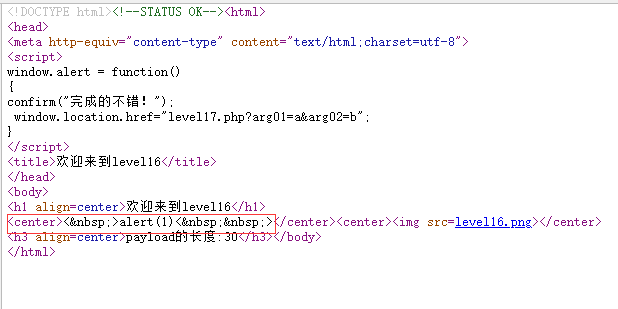 <!DOCTYPE html><!--STATUS OK--><html>
<head>
<meta http-equiv="content-type" content="text/html;charset=utf-8">
<script>
window.alert = function()
{
confirm("完成的不错！");
 window.location.href="level17.php?arg01=a&arg02=b";
}
</script>
<title>欢迎来到level16</title>
</head>
<body>
<h1 align=center>欢迎来到level16</h1>
<center><&nbsp;>alert(1)<&nbsp;&nbsp;></center><center><img src=level16.png></center>
<h3 align=center>payload的长度:30</h3></body>
</html>